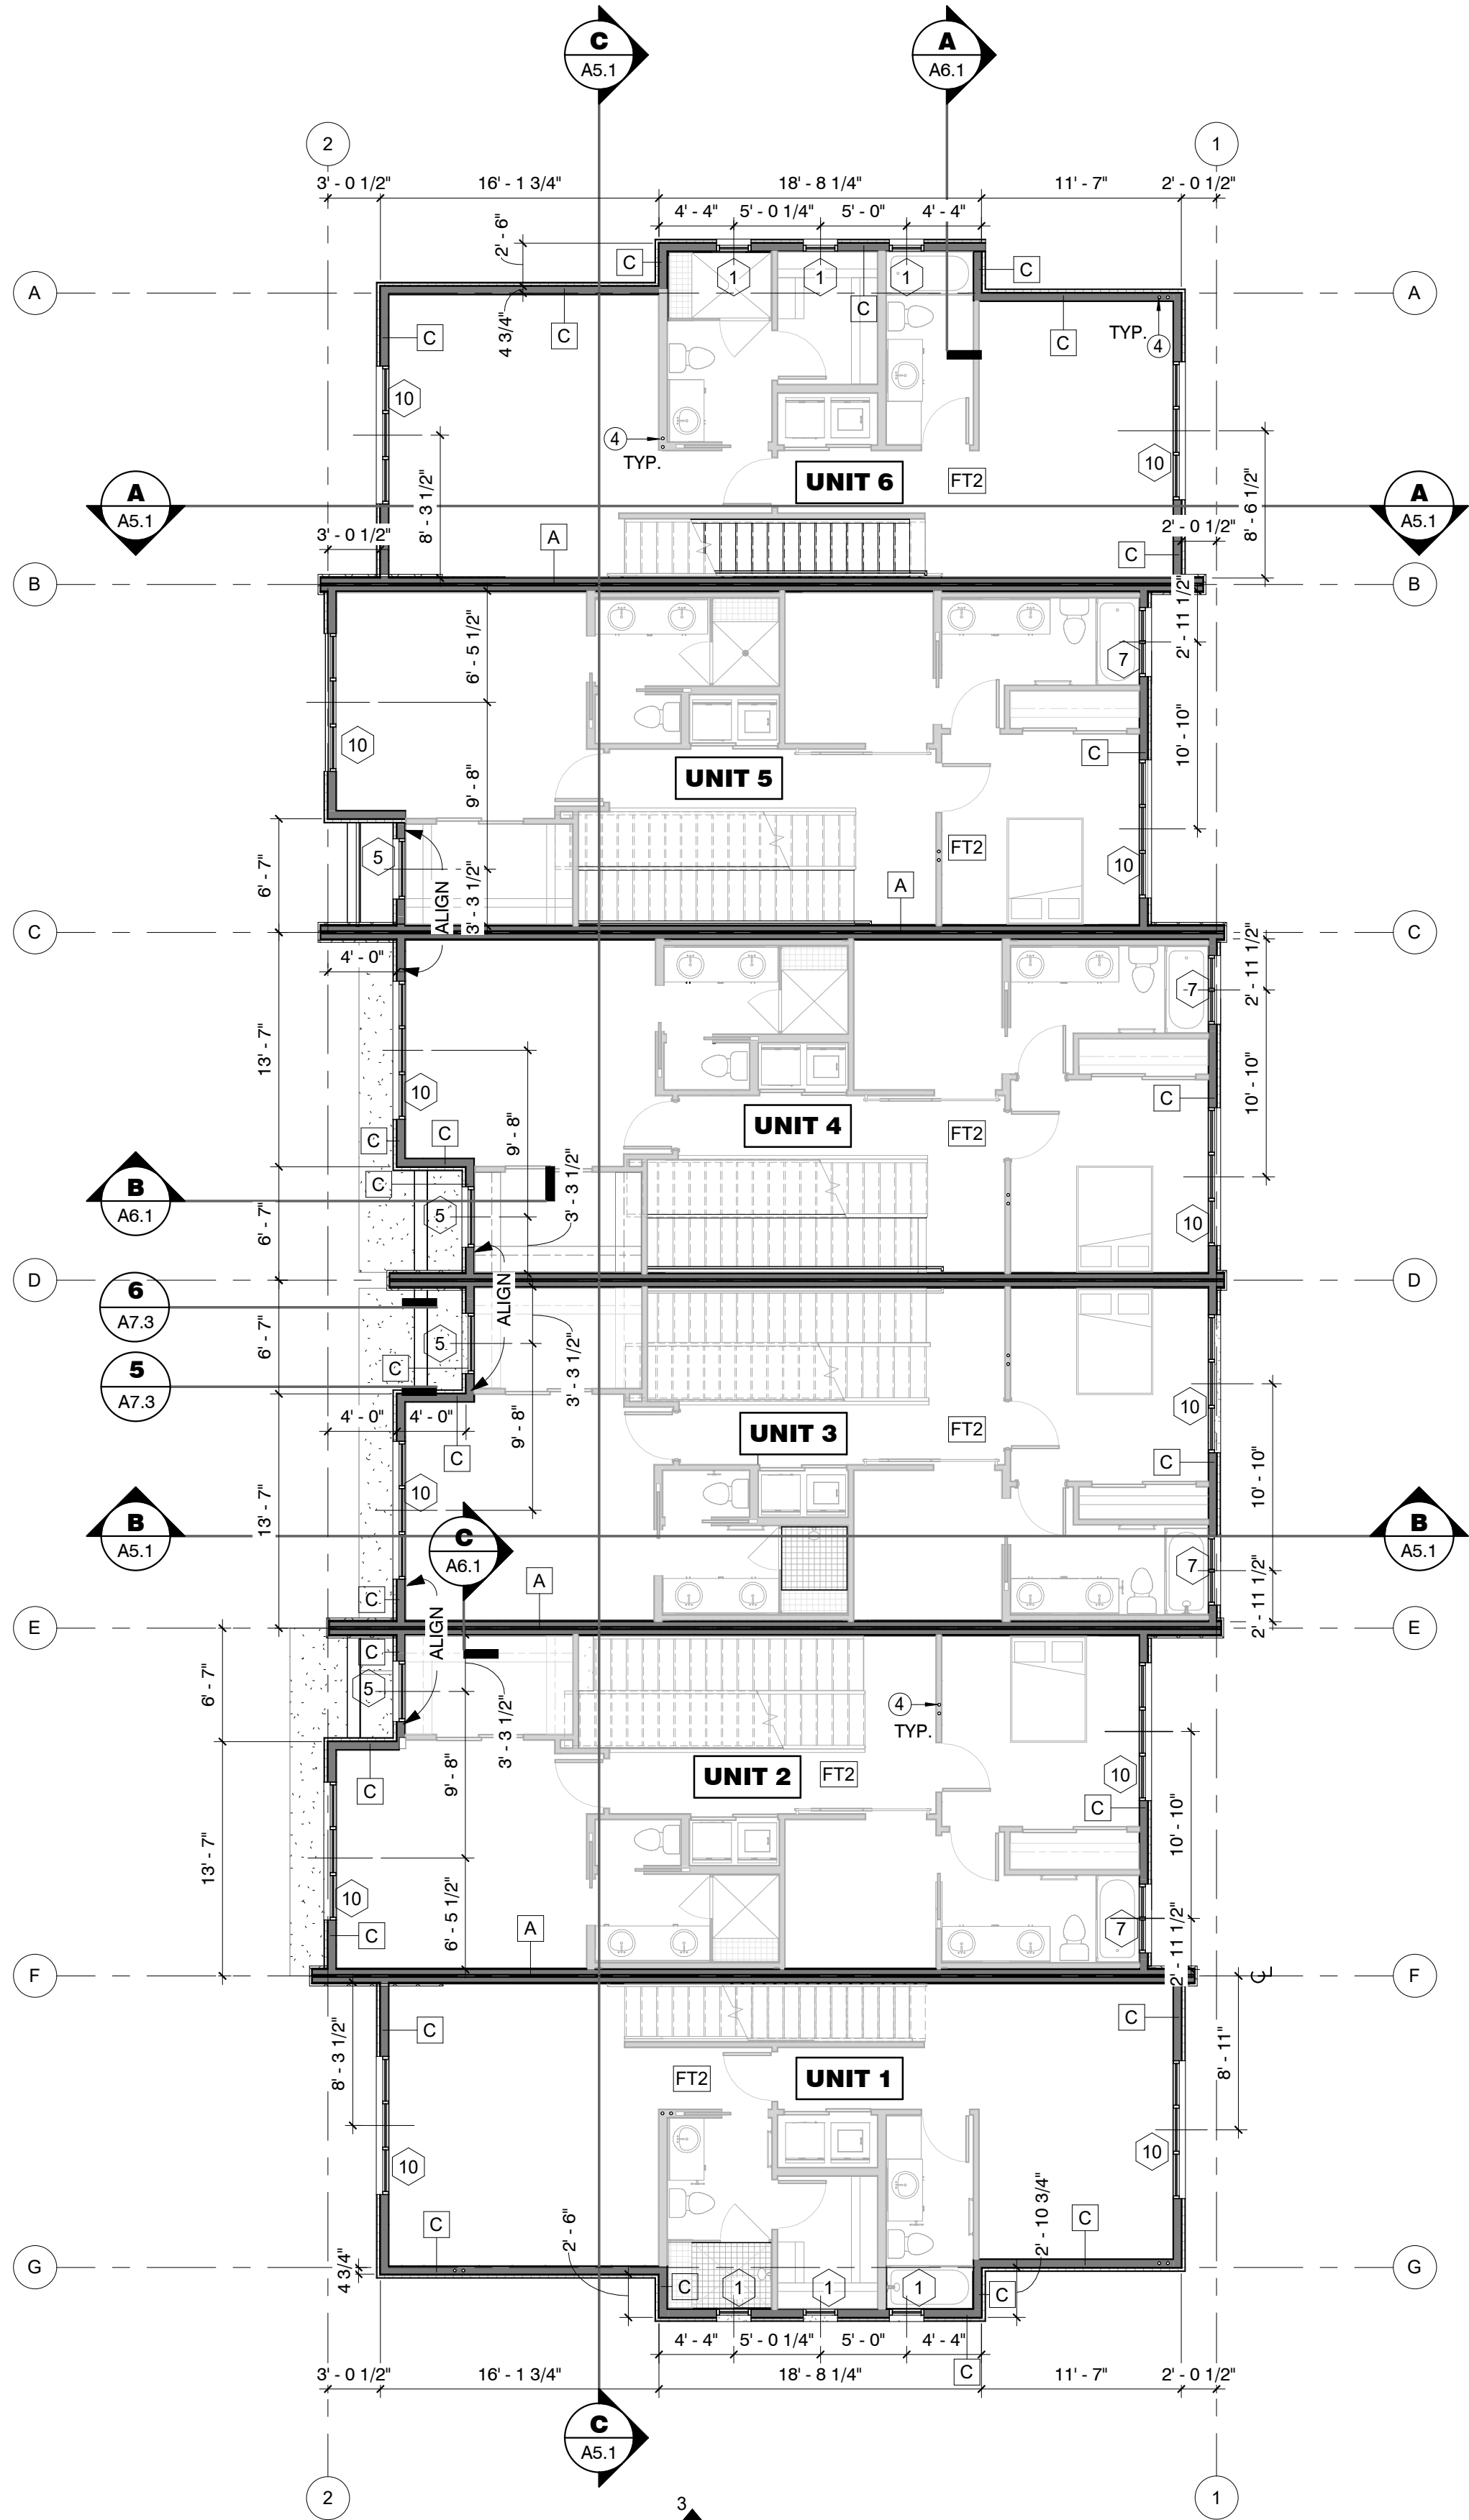 C
A5.1
A
A6.1
2
1
3' - 0 1/2"
16' - 1 3/4"
18' - 8 1/4"
11' - 7"
2' - 0 1/2"
4' - 4"
5' - 0 1/4"
5' - 0"
4' - 4"
2' - 6"
C
C
1
1
1
A
A
4 3/4"
C
C
C
C
TYP.
4
10
4
TYP.
10
8' - 3 1/2"
8' - 6 1/2"
UNIT 6
FT2
A
A5.1
A
A5.1
3' - 0 1/2"
2' - 0 1/2"
A
C
B
B
6' - 5 1/2"
2' - 11 1/2"
7
10
10' - 10"
C
UNIT 5
9' - 8"
5
FT2
10
6' - 7"
ALIGN
3' - 3 1/2"
A
C
C
4' - 0"
2' - 11 1/2"
7
13' - 7"
10
10' - 10"
C
UNIT 4
FT2
C
C
9' - 8"
C
B
A6.1
5
3' - 3 1/2"
10
6' - 7"
D
D
ALIGN
6
A7.3
6' - 7"
5
5
A7.3
C
3' - 3 1/2"
4' - 0"
4' - 0"
9' - 8"
10
UNIT 3
FT2
C
C
10
10' - 10"
13' - 7"
B
A5.1
B
A5.1
C
A6.1
7
A
C
2' - 11 1/2"
E
E
ALIGN
C
6' - 7"
5
3' - 3 1/2"
4
TYP.
9' - 8"
UNIT 2
FT2
10
C
C
10' - 10"
13' - 7"
10
6' - 5 1/2"
C
A
7
2' - 11 1/2"
F
F
C
C
8' - 3 1/2"
8' - 11"
FT2
UNIT 1
10
10
C
C
2' - 6"
2' - 10 3/4"
G
G
4 3/4"
C
1
1
1
C
4' - 4"
5' - 0 1/4"
5' - 0"
4' - 4"
C
3' - 0 1/2"
16' - 1 3/4"
18' - 8 1/4"
11' - 7"
2' - 0 1/2"
C
A5.1
2
1
3